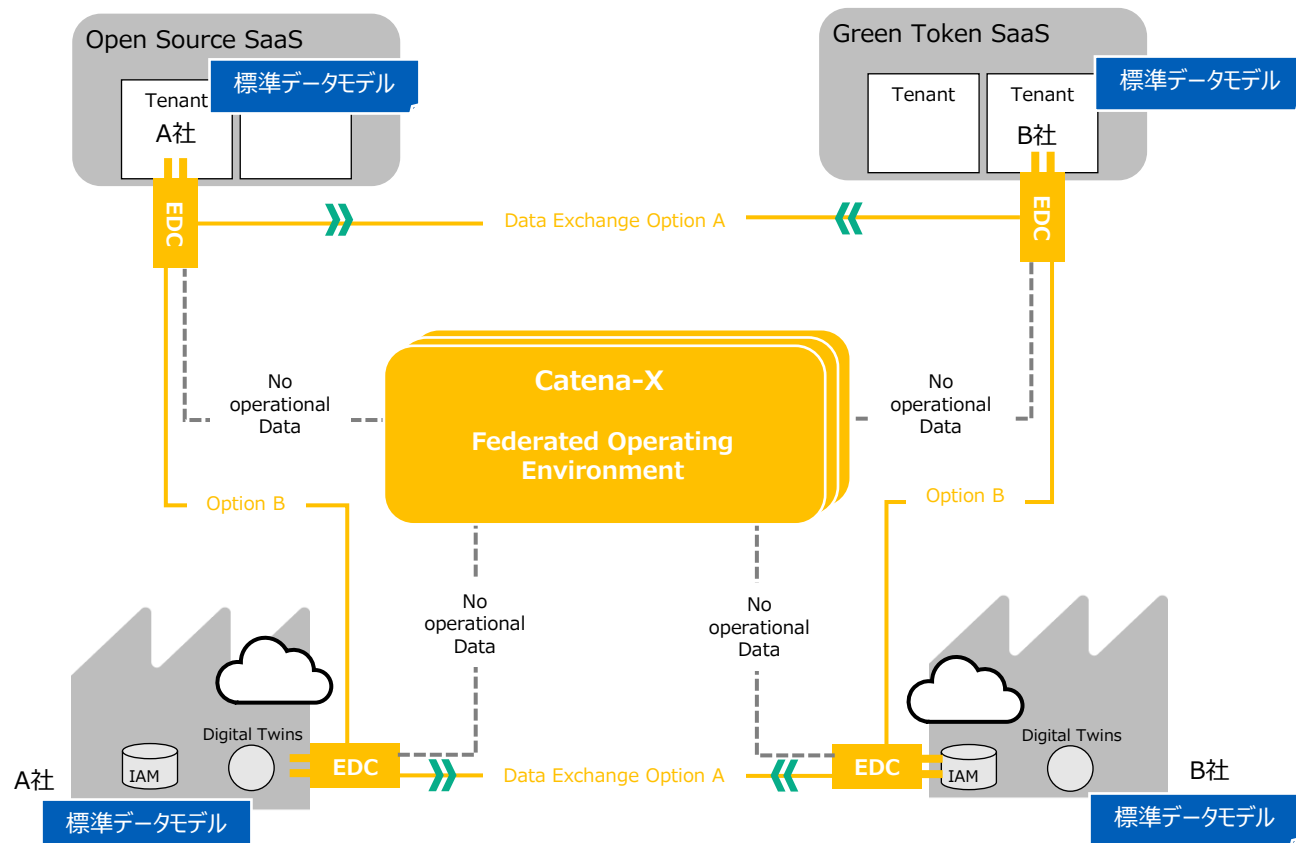 Open Source SaaS
標準データモデル
Tenant
A社
EDC
Green Token SaaS
標準データモデル
Tenant
Tenant
B社
EDC
Data Exchange Option A
No
operational
Data
Catena-X
Federated Operating
Environment
No
operational
Data
Option B
Option B
No
operational
Data
No
operational
Data
Digital Twins
IAM
EDC
A社
標準データモデル
Data Exchange Option A
EDC
IAM
Digital Twins
B社
標準データモデル